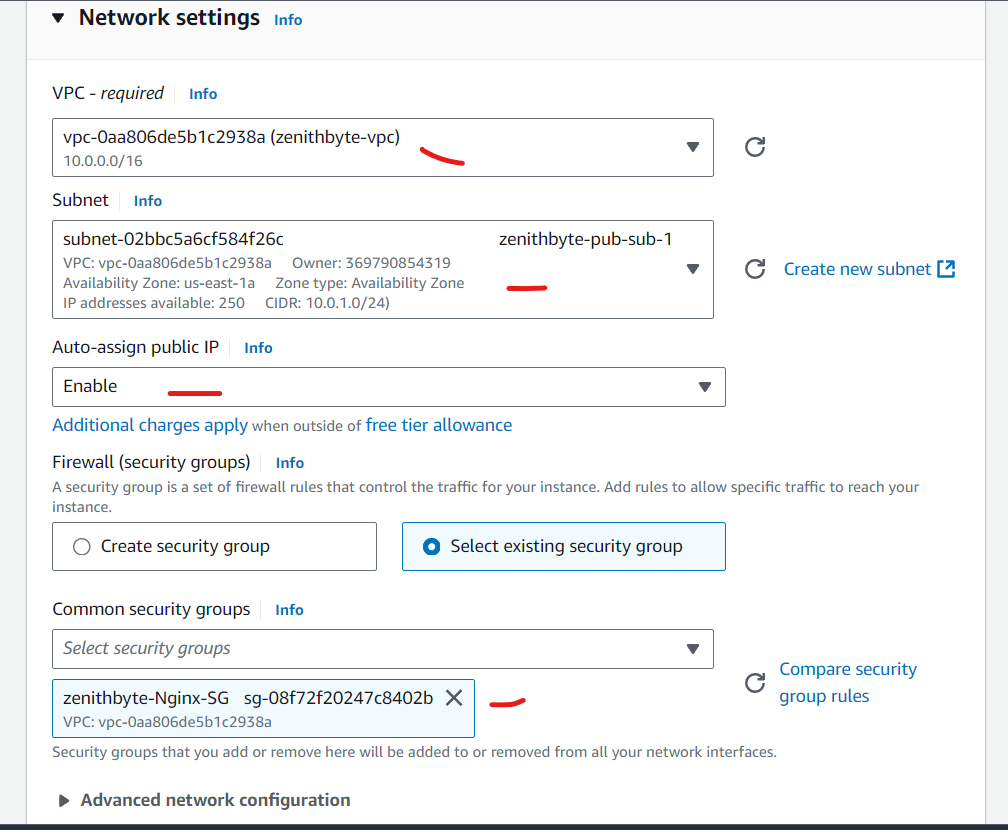 Network settings Info
VPC - required Info
vpc-0aa806de5b1c2938a (zenithbyte-vpc)
10.0.0.0/16
Subnet Info
subnet-02bbc5a6cf584f26c zenithbyte-pub-sub-1
VPC: vpc-0aa806de5b1c2938a Owner: 369790854319
Availability Zone: us-east-1a Zone type: Availability Zone
IP addresses available: 250 CIDR: 10.0.1.0/24)
Create new subnet
Auto-assign public IP Info
Enable
Additional charges apply when outside of free tier allowance
Firewall (security groups) Info
A security group is a set of firewall rules that control the traffic for your instance. Add rules to allow specific traffic to reach your
instance.
Create security group Select existing security group
Common security groups Info
Select security groups
zenithbyte-Nginx-SG sg-08f72f20247c8402b
VPC: vpc-0aa806de5b1c2938a
Compare security
group rules
Security groups that you add or remove here will be added to or removed from all your network interfaces.
Advanced network configuration